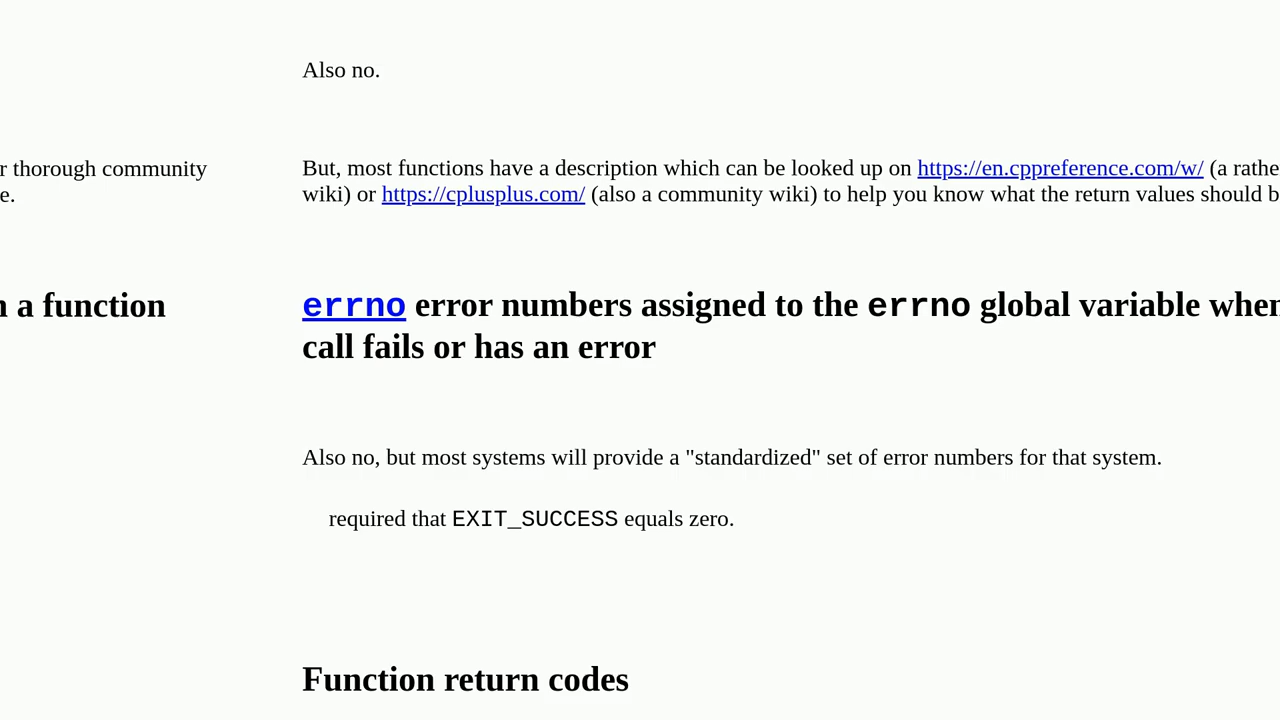 Also no.
r thorough community
e.
But, most functions have a description which can be looked up on https://en.cppreference.com/w/ (a rathe
wiki) or https://cplusplus.com/ (also a community wiki) to help you know what the return values should b
n a function
errno error numbers assigned to the errno global variable when
call fails or has an error
Also no, but most systems will provide a "standardized" set of error numbers for that system.
required that EXIT_SUCCESS equals zero.
Function return codes